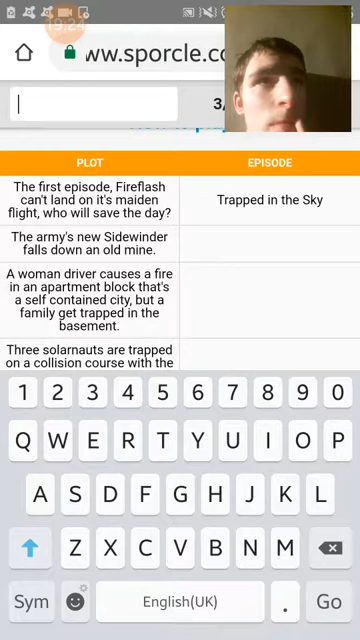 19:24
www.sporcle.co
3/
PLOT EPISODE
The first episode, Fireflash
can't land on it's maiden
flight, who will save the day?
Trapped in the Sky
The army's new Sidewinder
falls down an old mine.
A woman driver causes a fire
in an apartment block that's
a self contained city, but a
family get trapped in the
basement.
Three solarnauts are trapped
on a collision course with the
1 2 3 4 5 6 7 8 9 0
Q W E R T Y U I O P
A S D F G H J K L
Z X C V B N M
Sym English(UK) . Go